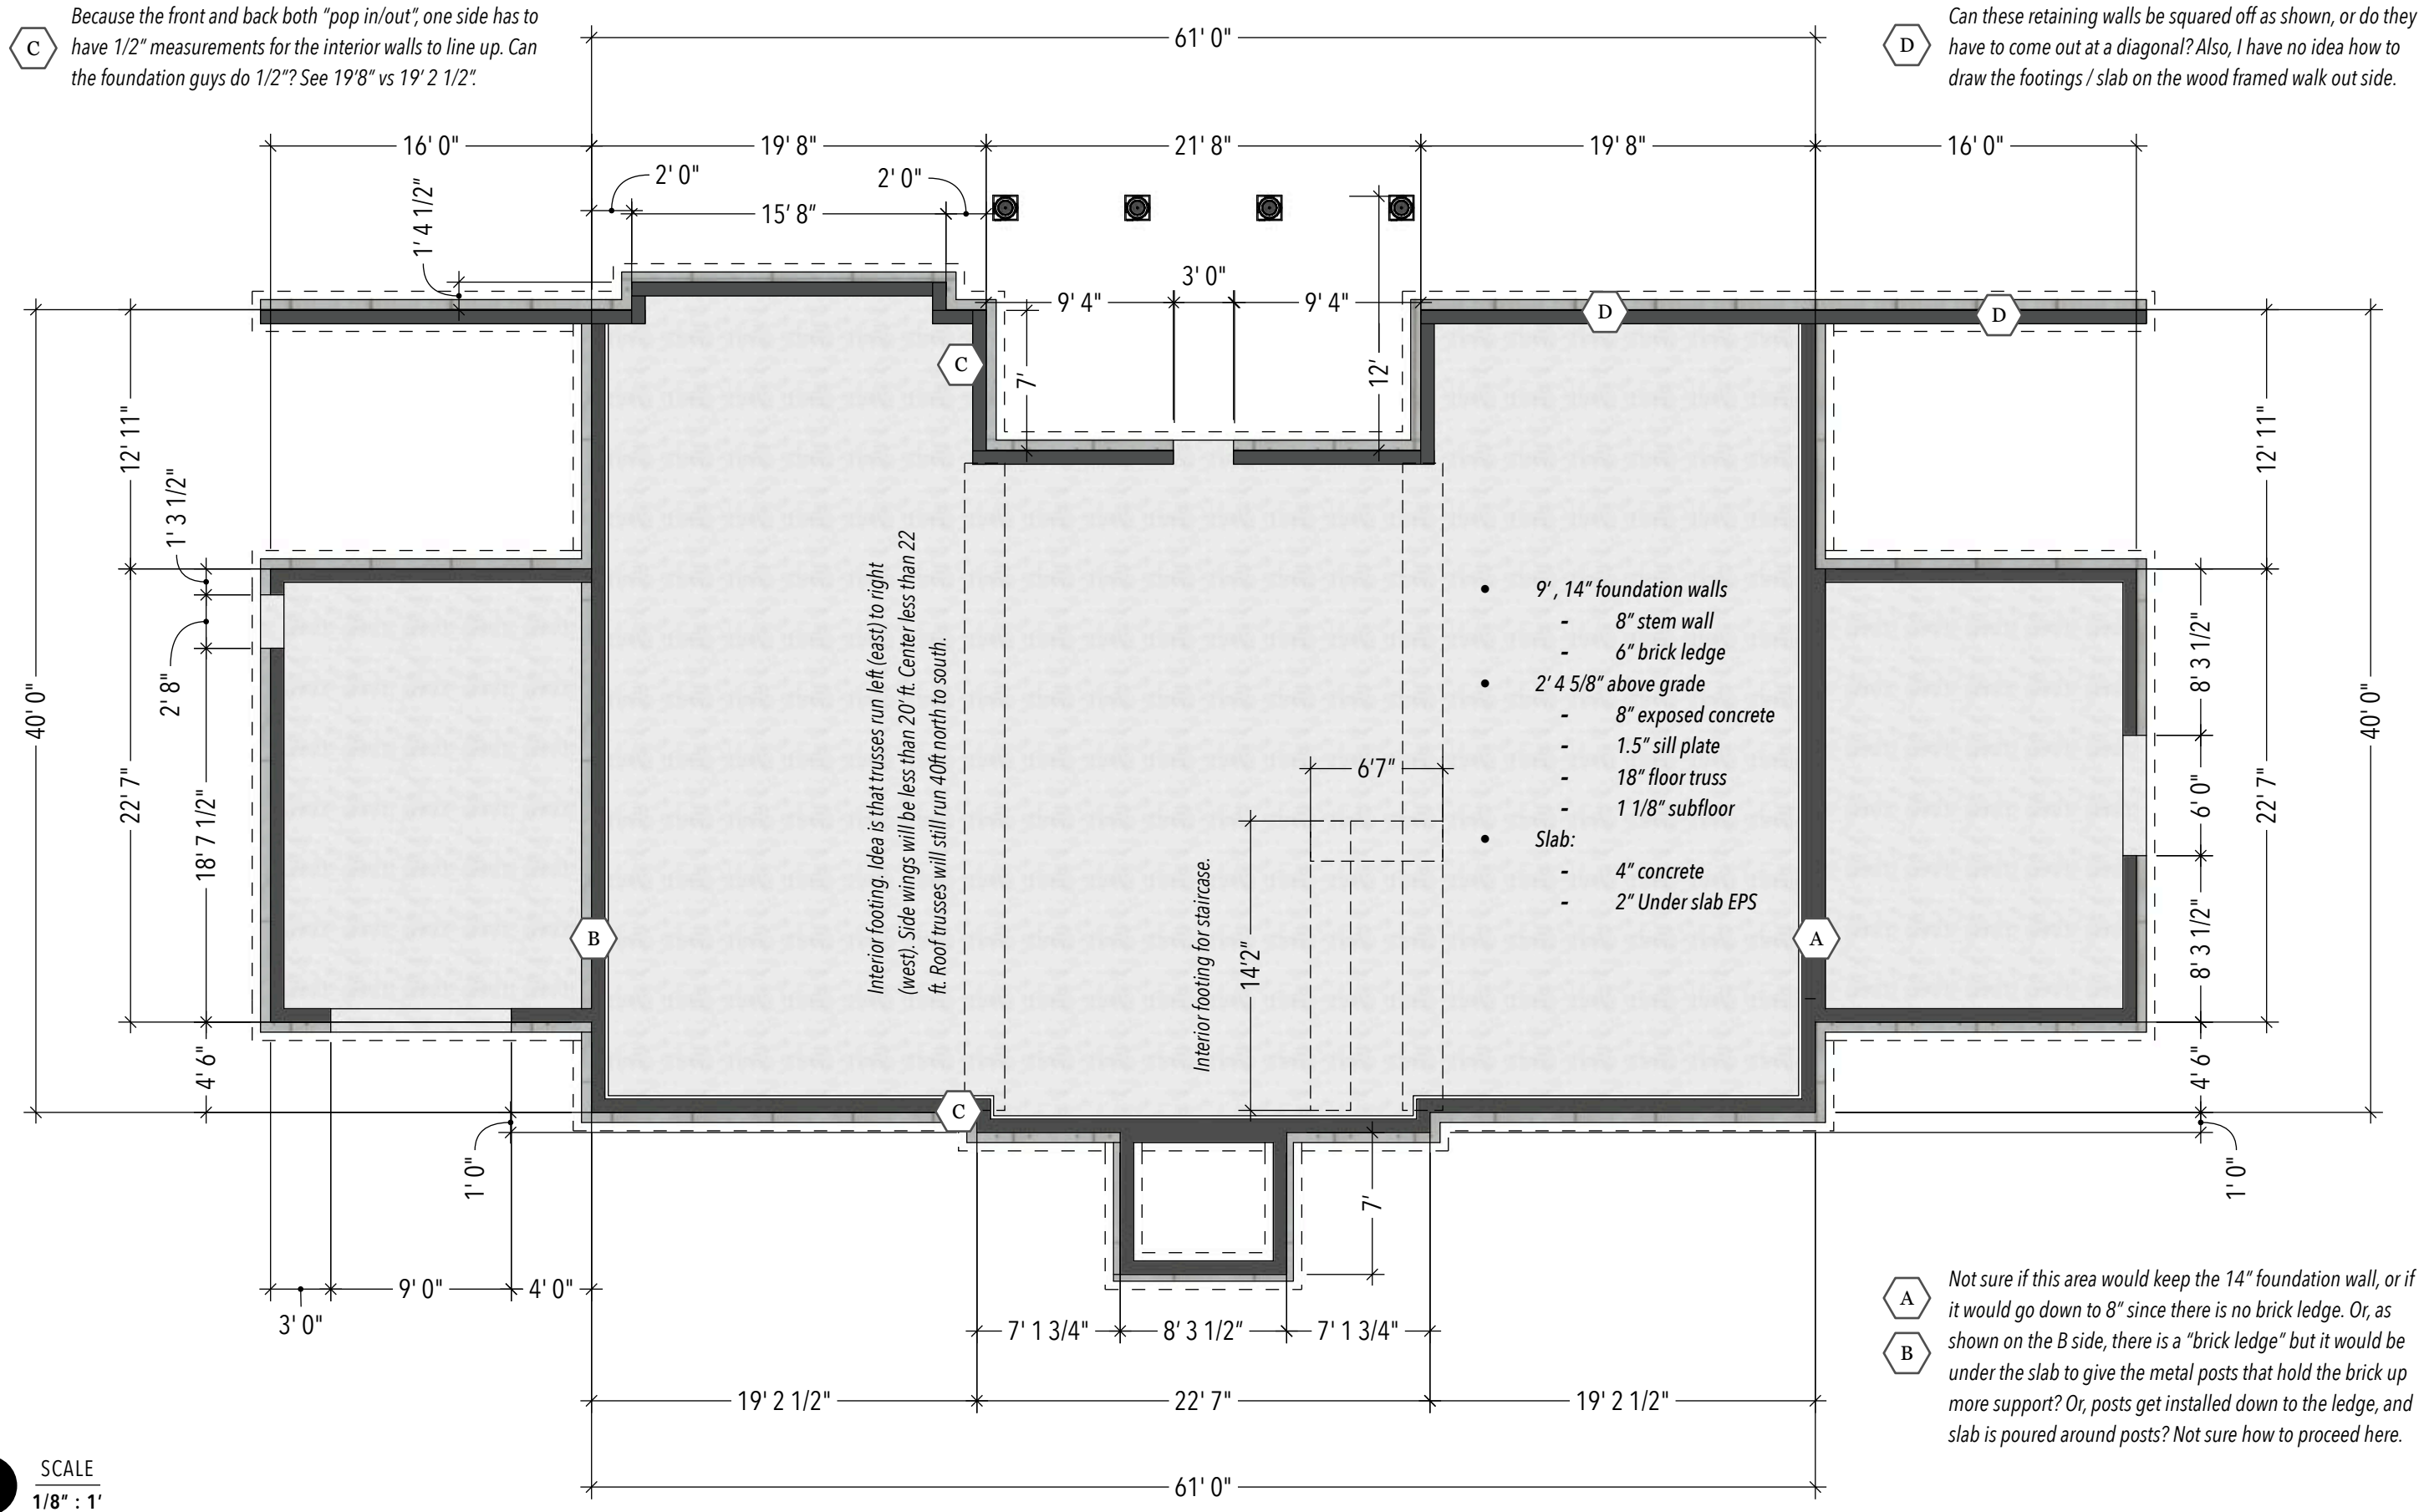 Because the front and back both “pop in/out”, one side has to
have 1/2” measurements for the interior walls to line up. Can
the foundation guys do 1/2”? See 19’8” vs 19’ 2 1/2”.
C
Can these retaining walls be squared off as shown, or do they
have to come out at a diagonal? Also, I have no idea how to
draw the footings / slab on the wood framed walk out side.
D
61' 0"
16' 0"
19' 8"
21' 8"
19' 8"
16' 0"
2' 0"
2' 0"
15' 8"
1' 4 1/2"
3' 0"
9' 4"
9' 4"
D
D
C
7'
12'
12' 11"
12' 11"
1' 3 1/2"
2' 8"
40' 0"
22' 7"
18' 7 1/2"
4' 6"
Interior footing. Idea is that trusses run left (east) to right
(west). Side wings will be less than 20’ ft. Center less than 22
ft. Roof trusses will still run 40ft north to south.
• 9’ , 14” foundation walls
- 8” stem wall
- 6” brick ledge
• 2’ 4 5/8” above grade
- 8” exposed concrete
- 1.5” sill plate
- 18” floor truss
- 1 1/8” subfloor
• Slab:
- 4” concrete
- 2” Under slab EPS
6'7"
14'2"
Interior footing for staircase.
8' 3 1/2"
6' 0"
8' 3 1/2"
22' 7"
40' 0"
4' 6"
B
A
C
1' 0"
1' 0"
7'
9' 0"
4' 0"
3' 0"
7' 1 3/4"
8' 3 1/2"
7' 1 3/4"
19' 2 1/2"
22' 7"
19' 2 1/2"
61' 0"
A
B
Not sure if this area would keep the 14” foundation wall, or if
it would go down to 8” since there is no brick ledge. Or, as
shown on the B side, there is a “brick ledge” but it would be
under the slab to give the metal posts that hold the brick up
more support? Or, posts get installed down to the ledge, and
slab is poured around posts? Not sure how to proceed here.
SCALE
1/8” : 1’